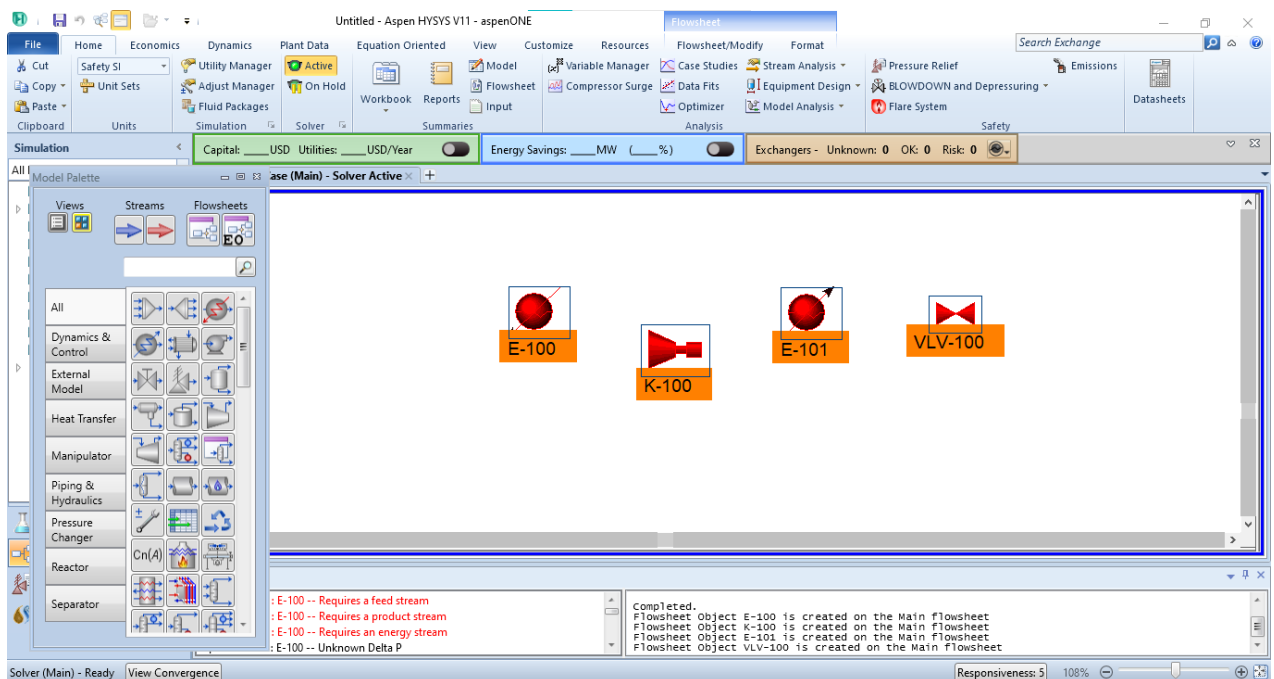 Untitled - Aspen HYSYS V11 - aspenONE
Flowsheet
File Home Economics Dynamics Plant Data Equation Oriented View Customize Resources Flowsheet/Modify Format
Search Exchange
Cut
Copy
Paste
Clipboard
Safety SI
Unit Sets
Units
Utility Manager
Adjust Manager
Fluid Packages
Simulation
Active
On Hold
Solver
Workbook
Reports
Model
Flowsheet
Input
Summaries
Variable Manager
Compressor Surge
Case Studies
Data Fits
Optimizer
Stream Analysis
Equipment Design
Model Analysis
Analysis
Pressure Relief
BLOWDOWN and Depressuring
Flare System
Emissions
Safety
Datasheets
Simulation
Capital: ____USD Utilities: ____USD/Year
Energy Savings: ____MW (____%)
Exchangers - Unknown: 0 OK: 0 Risk: 0
All
Model Palette
ase (Main) - Solver Active
Views
Streams
Flowsheets
EO
All
Dynamics &
Control
External
Model
Heat Transfer
Manipulator
Piping &
Hydraulics
Pressure
Changer
Reactor
Separator
Cn(A)
E-100
K-100
E-101
VLV-100
: E-100 -- Requires a feed stream
: E-100 -- Requires a product stream
: E-100 -- Requires an energy stream
: E-100 -- Unknown Delta P
Completed.
Flowsheet Object E-100 is created on the Main flowsheet
Flowsheet Object K-100 is created on the Main flowsheet
Flowsheet Object E-101 is created on the Main flowsheet
Flowsheet Object VLV-100 is created on the Main flowsheet
Solver (Main) - Ready
View Convergence
Responsiveness: 5
108%